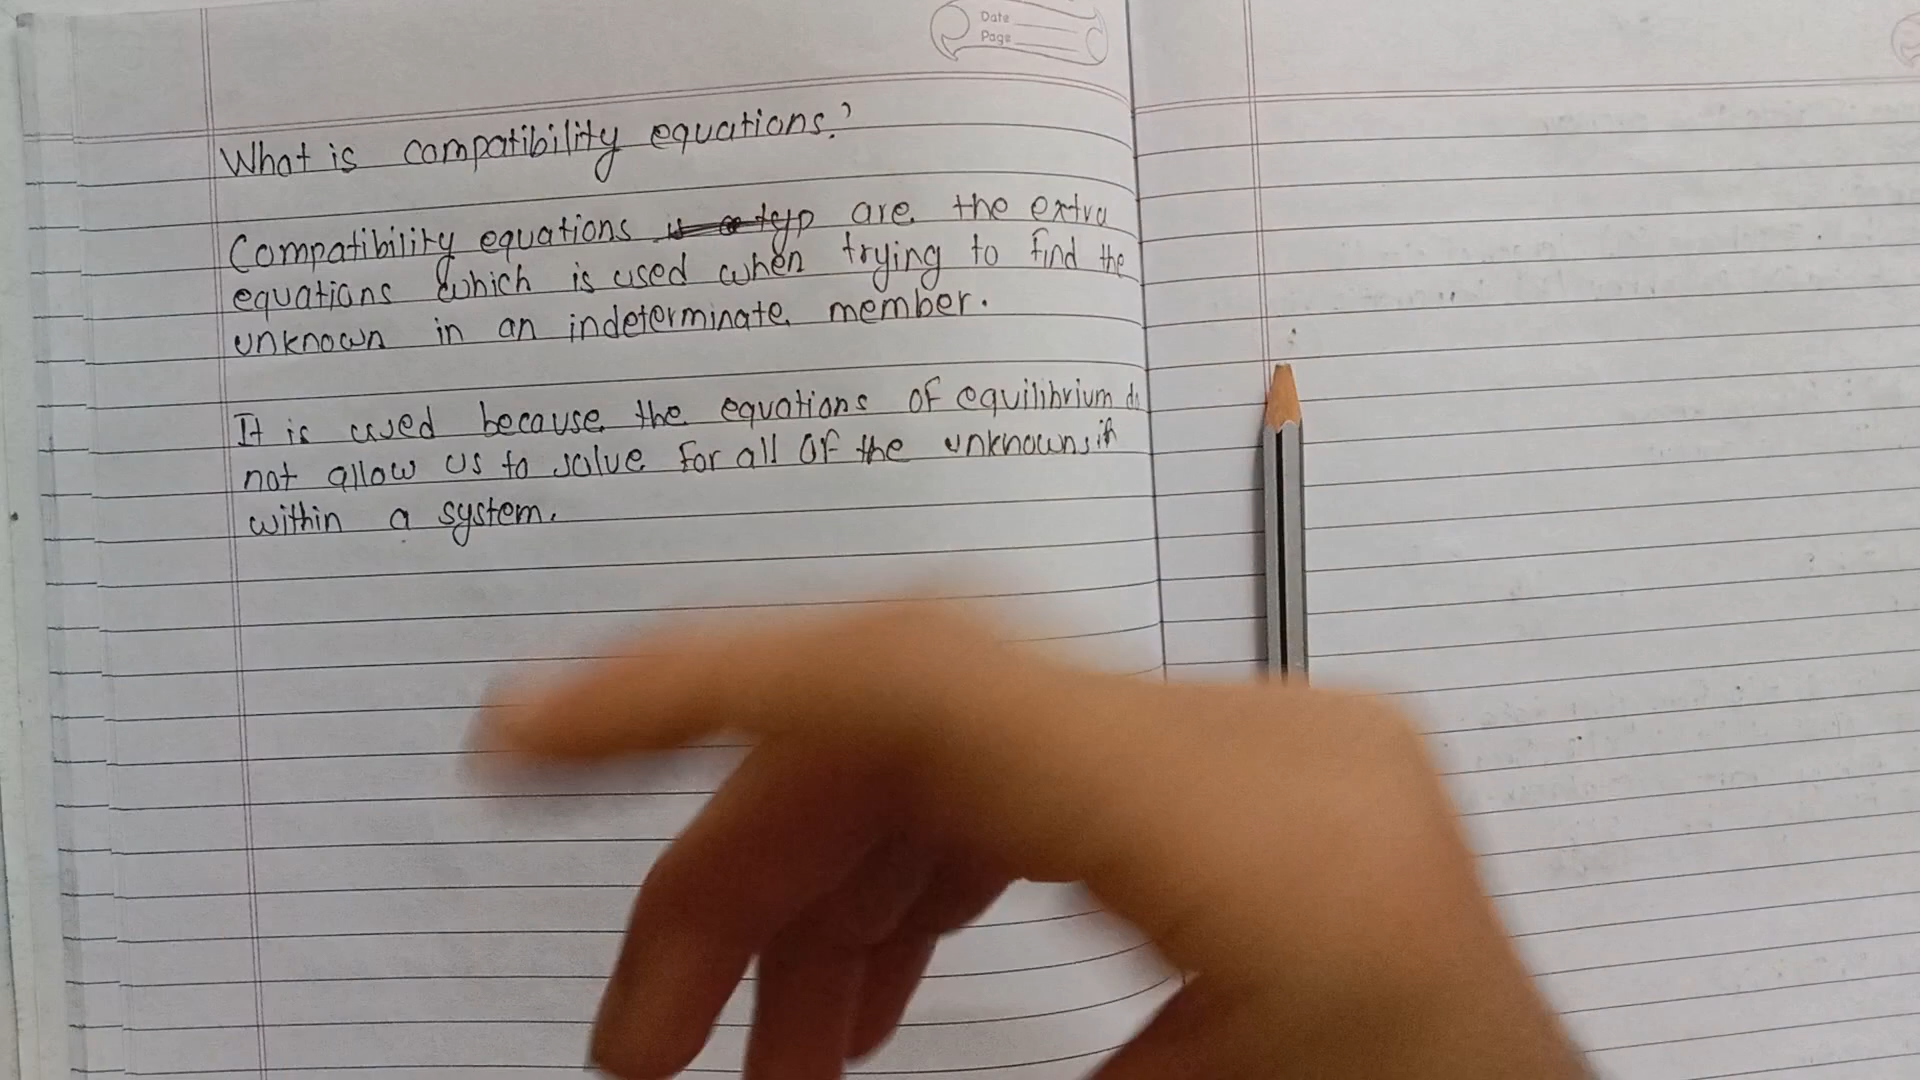 Date
Page
What is compatibility equations?
Compatibility equations are the extra
equations which is used when trying to find the
unknown in an indeterminate member.
It is used because the equations of equilibrium do
not allow us to solve for all of the unknowns if
within a system.